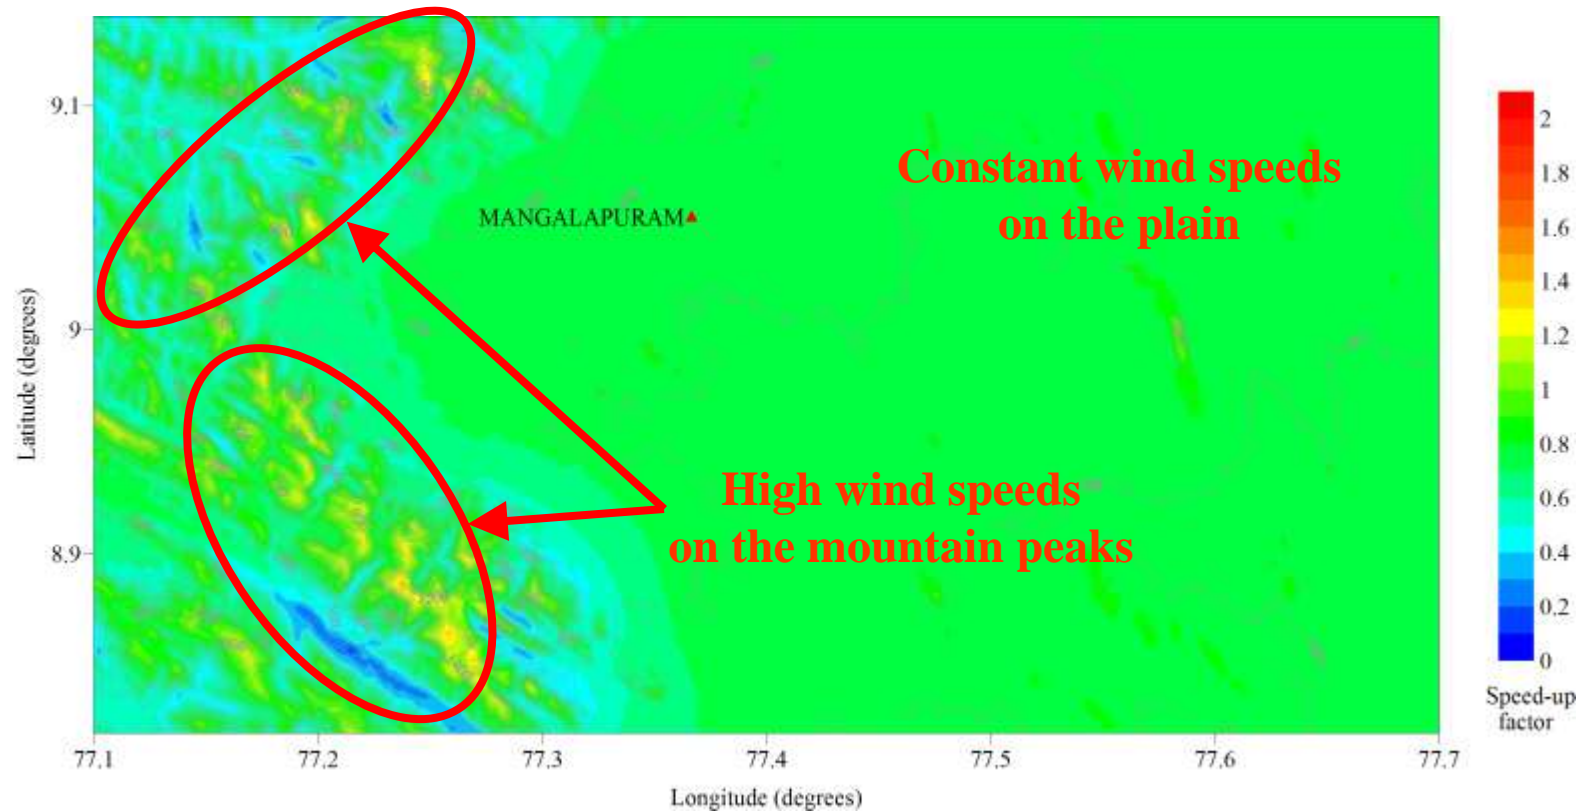 9.1
9
8.9
Latitude (degrees)
77.1
77.2
77.3
77.4
77.5
77.6
77.7
Longitude (degrees)
MANGALAPURAM
Constant wind speeds
on the plain
High wind speeds
on the mountain peaks
2
1.8
1.6
1.4
1.2
1
0.8
0.6
0.4
0.2
0
Speed-up
factor